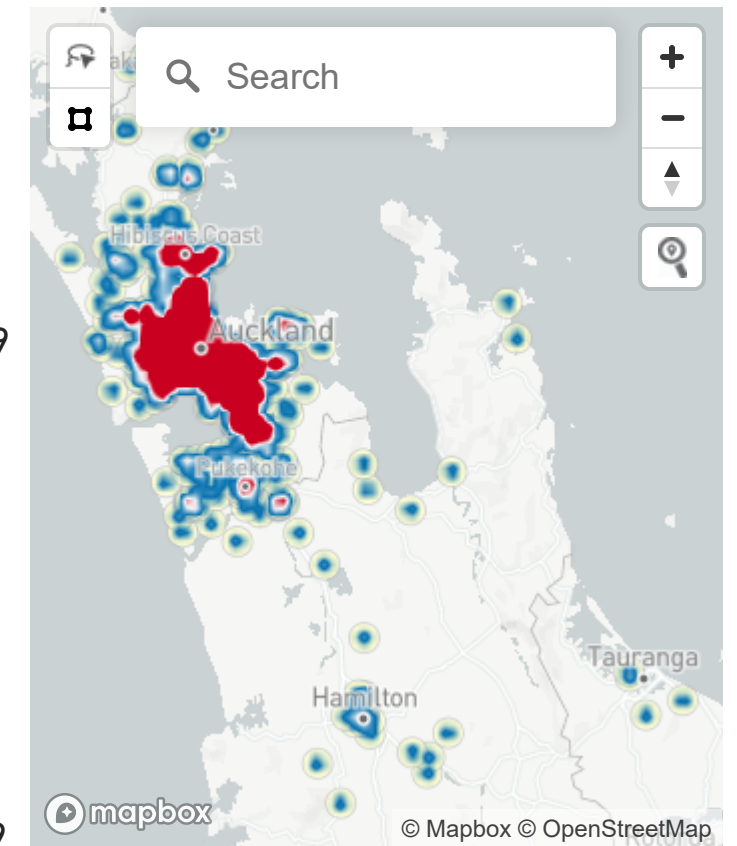 Search
Hibiscus Coast
Auckland
Pukekohe
Tauranga
Hamilton
mapbox
© Mapbox © OpenStreetMap